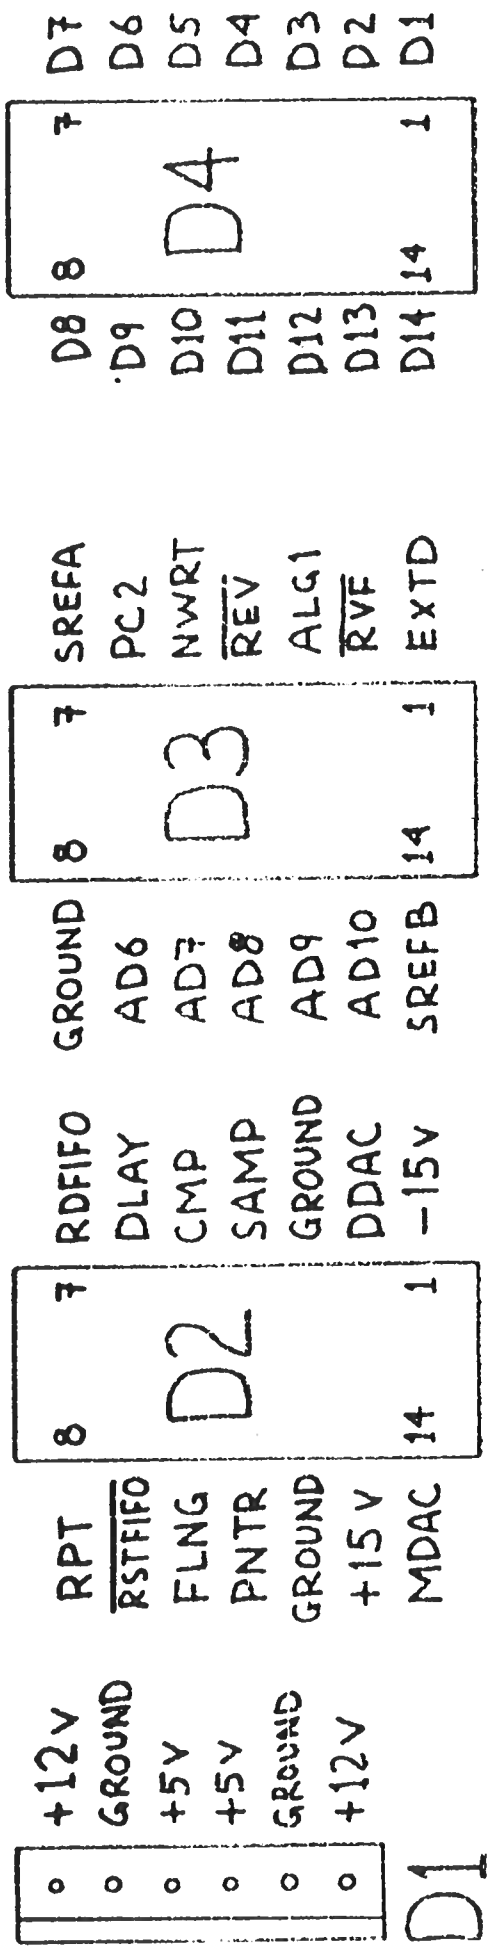 D7
D6
D5
D4
D3
D2
D1
7
1
D4
8
14
D8
D9
D10
D11
D12
D13
D14
SREFA
PC2
NWRT
REV
ALG1
RVF
EXTD
7
1
D3
8
14
GROUND
AD6
AD7
AD8
AD9
AD10
SREFB
RDFIFO
DLAY
CMP
SAMP
GROUND
DDAC
-15V
7
1
D2
8
14
RPT
RSTFIFO
FLNG
PNTR
GROUND
+15V
MDAC
+12V
GROUND
+5V
+5V
GROUND
+12V
D1